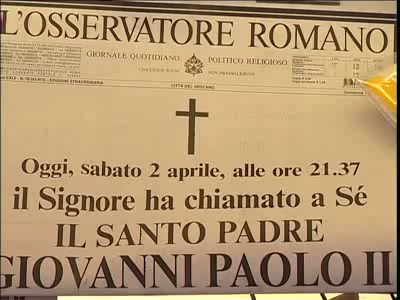 L'OSSERVATORE ROMANO
GIORNALE QUOTIDIANO POLITICO RELIGIOSO
UNICUIQUE SUUM NON PRAEVALEBUNT
EDIZIONE STRAORDINARIA
CITTÀ DEL VATICANO
Oggi, sabato 2 aprile, alle ore 21.37
il Signore ha chiamato a Sé
IL SANTO PADRE
GIOVANNI PAOLO II